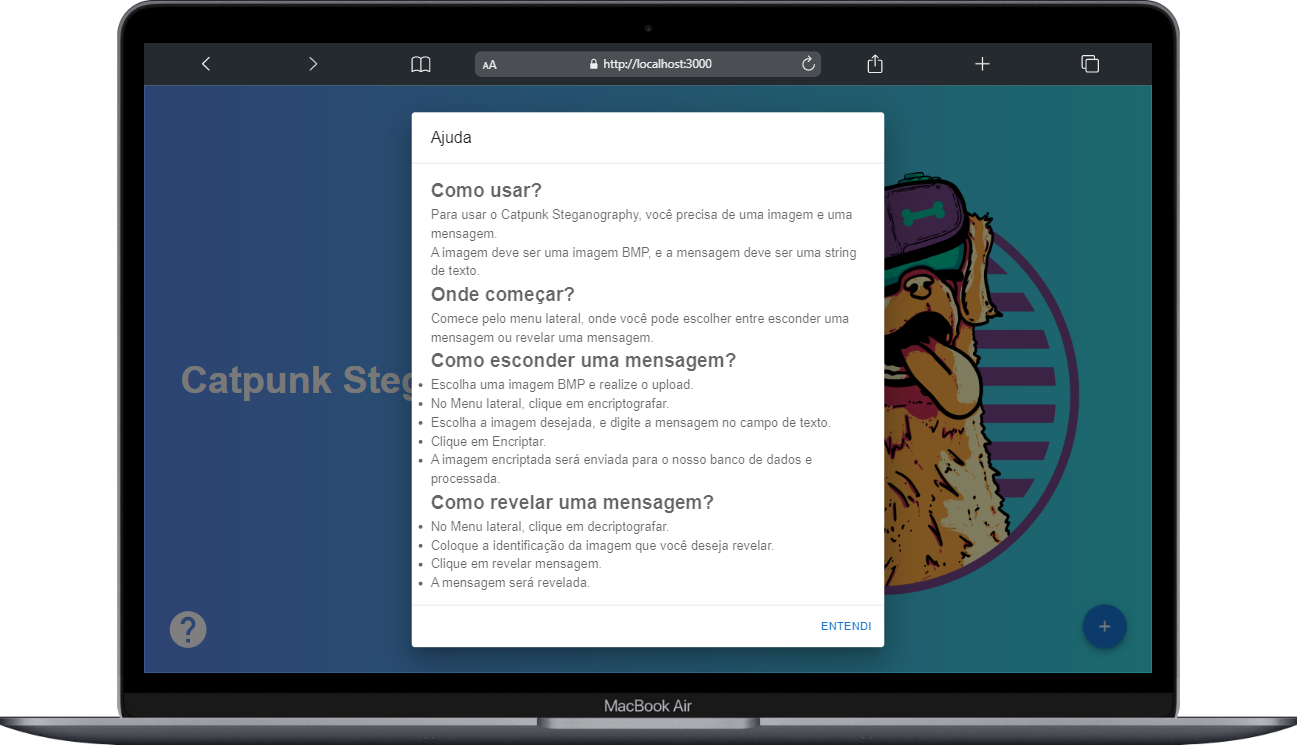 AA http://localhost:3000
Ajuda
Como usar?
Para usar o Catpunk Steganography, você precisa de uma imagem e uma
mensagem.
A imagem deve ser uma imagem BMP, e a mensagem deve ser uma string
de texto.
Onde começar?
Comece pelo menu lateral, onde você pode escolher entre esconder uma
mensagem ou revelar uma mensagem.
Como esconder uma mensagem?
• Escolha uma imagem BMP e realize o upload.
• No Menu lateral, clique em encriptografar.
• Escolha a imagem desejada, e digite a mensagem no campo de texto.
• Clique em Encriptar.
• A imagem encriptada será enviada para o nosso banco de dados e
processada.
Como revelar uma mensagem?
• No Menu lateral, clique em decriptografar.
• Coloque a identificação da imagem que você deseja revelar.
• Clique em revelar mensagem.
• A mensagem será revelada.
ENTENDI
Catpunk Steg
?
+
MacBook Air